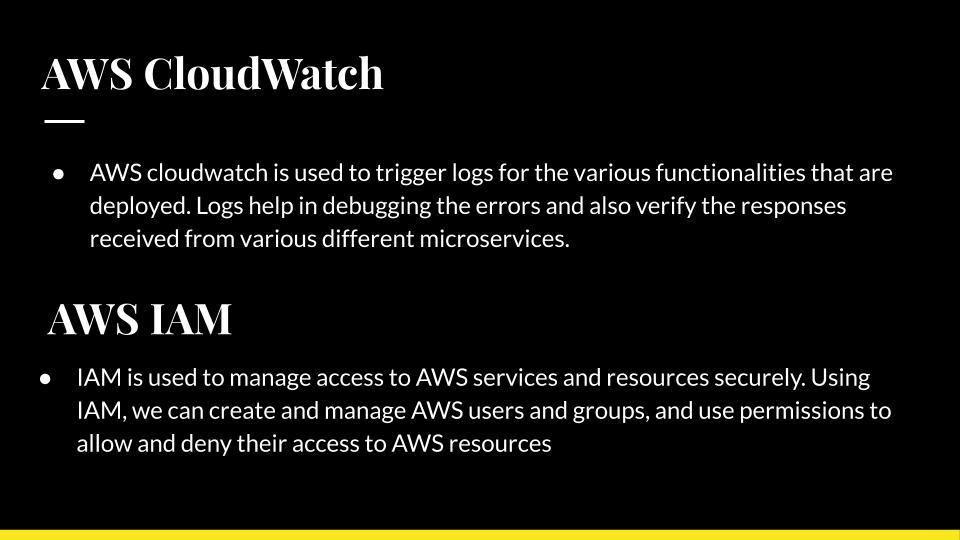 AWS CloudWatch
● AWS cloudwatch is used to trigger logs for the various functionalities that are
deployed. Logs help in debugging the errors and also verify the responses
received from various different microservices.
AWS IAM
● IAM is used to manage access to AWS services and resources securely. Using
IAM, we can create and manage AWS users and groups, and use permissions to
allow and deny their access to AWS resources